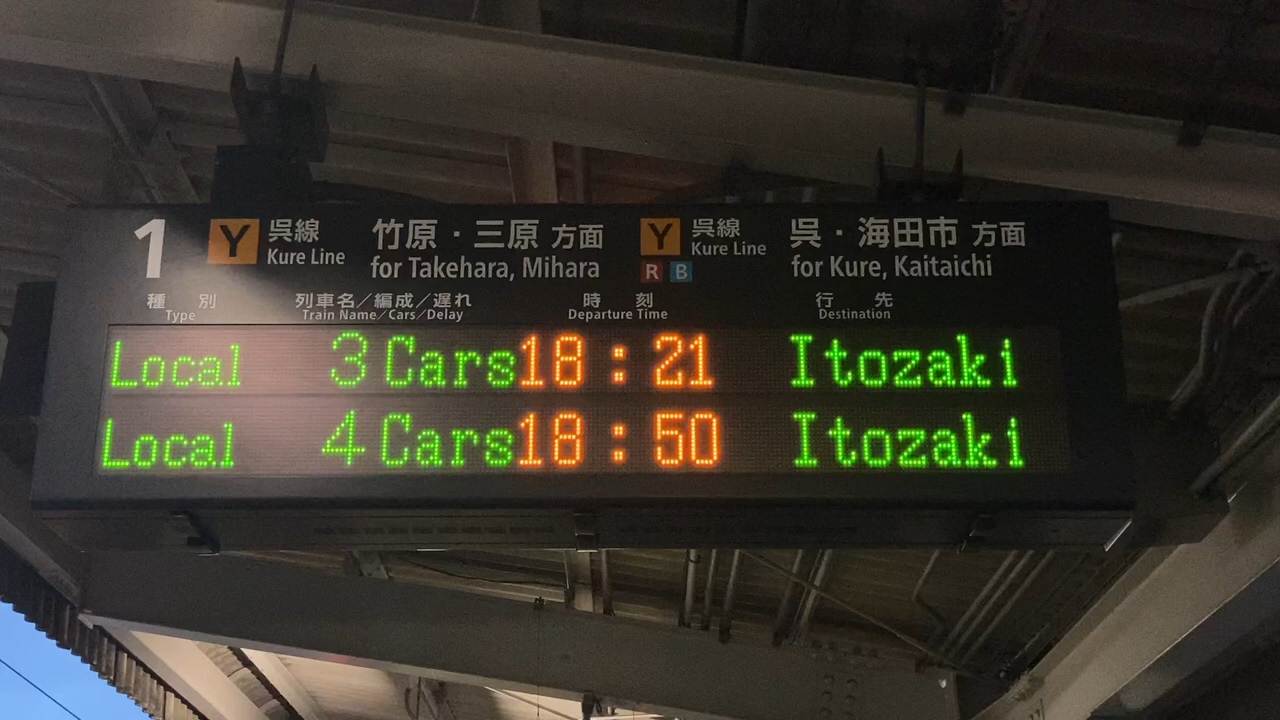 1 Y 呉線 竹原・三原 方面 Y 呉線 呉・海田市 方面
Kure Line for Takehara, Mihara R B Kure Line for Kure, Kaitaichi
種別 列車名/編成/遅れ 時刻 行先
Type Train Name/Cars/Delay Departure Time Destination
Local 3 Cars 18:21 Itozaki
Local 4 Cars 18:50 Itozaki